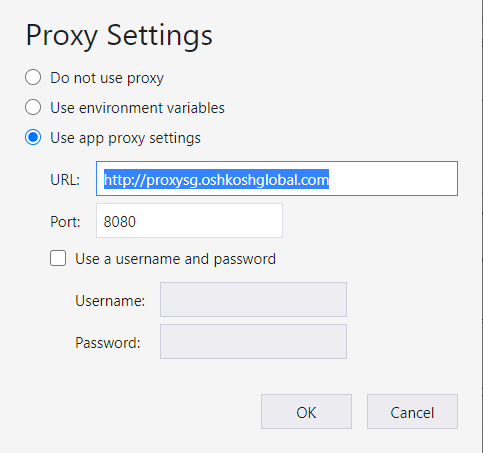 Proxy Settings
Do not use proxy
Use environment variables
Use app proxy settings
URL: http://proxysg.oshkoshglobal.com
Port: 8080
Use a username and password
Username:
Password:
OK Cancel